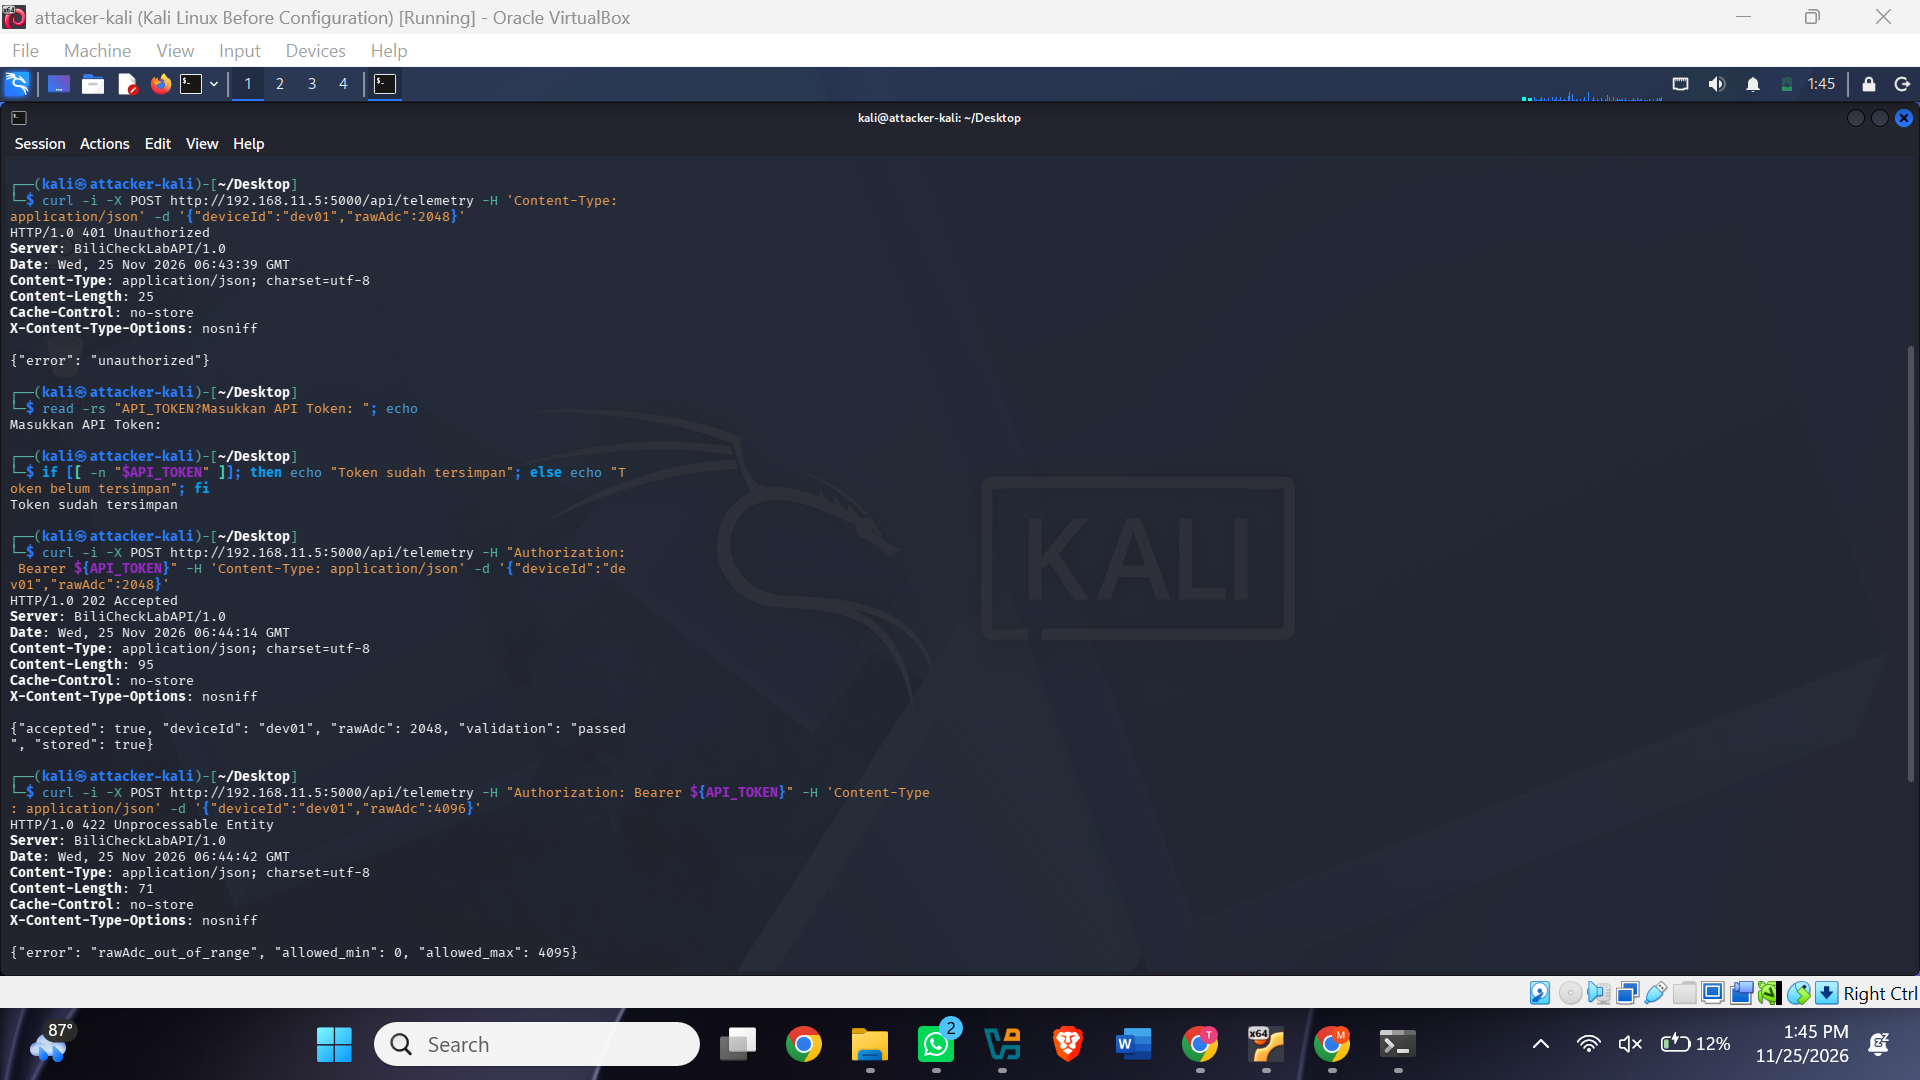 attacker-kali (Kali Linux Before Configuration) [Running] - Oracle VirtualBox
File Machine View Input Devices Help
1 2 3 4 1:45
kali@attacker-kali: ~/Desktop
Session Actions Edit View Help
┌──(kali㉿attacker-kali)-[~/Desktop]
└─$ curl -i -X POST http://192.168.11.5:5000/api/telemetry -H 'Content-Type:
application/json' -d '{"deviceId":"dev01","rawAdc":2048}'
HTTP/1.0 401 Unauthorized
Server: BiliCheckLabAPI/1.0
Date: Wed, 25 Nov 2026 06:43:39 GMT
Content-Type: application/json; charset=utf-8
Content-Length: 25
Cache-Control: no-store
X-Content-Type-Options: nosniff
{"error": "unauthorized"}
┌──(kali㉿attacker-kali)-[~/Desktop]
└─$ read -rs "API_TOKEN?Masukkan API Token: "; echo
Masukkan API Token:
┌──(kali㉿attacker-kali)-[~/Desktop]
└─$ if [[ -n "$API_TOKEN" ]]; then echo "Token sudah tersimpan"; else echo "T
oken belum tersimpan"; fi
Token sudah tersimpan
┌──(kali㉿attacker-kali)-[~/Desktop]
└─$ curl -i -X POST http://192.168.11.5:5000/api/telemetry -H "Authorization:
Bearer ${API_TOKEN}" -H 'Content-Type: application/json' -d '{"deviceId":"de
v01","rawAdc":2048}'
HTTP/1.0 202 Accepted
Server: BiliCheckLabAPI/1.0
Date: Wed, 25 Nov 2026 06:44:14 GMT
Content-Type: application/json; charset=utf-8
Content-Length: 95
Cache-Control: no-store
X-Content-Type-Options: nosniff
{"accepted": true, "deviceId": "dev01", "rawAdc": 2048, "validation": "passed
", "stored": true}
┌──(kali㉿attacker-kali)-[~/Desktop]
└─$ curl -i -X POST http://192.168.11.5:5000/api/telemetry -H "Authorization: Bearer ${API_TOKEN}" -H 'Content-Type
: application/json' -d '{"deviceId":"dev01","rawAdc":4096}'
HTTP/1.0 422 Unprocessable Entity
Server: BiliCheckLabAPI/1.0
Date: Wed, 25 Nov 2026 06:44:42 GMT
Content-Type: application/json; charset=utf-8
Content-Length: 71
Cache-Control: no-store
X-Content-Type-Options: nosniff
{"error": "rawAdc_out_of_range", "allowed_min": 0, "allowed_max": 4095}
KALI
Right Ctrl
87°
Search
2
W
x64
T
M
12%
1:45 PM
11/25/2026